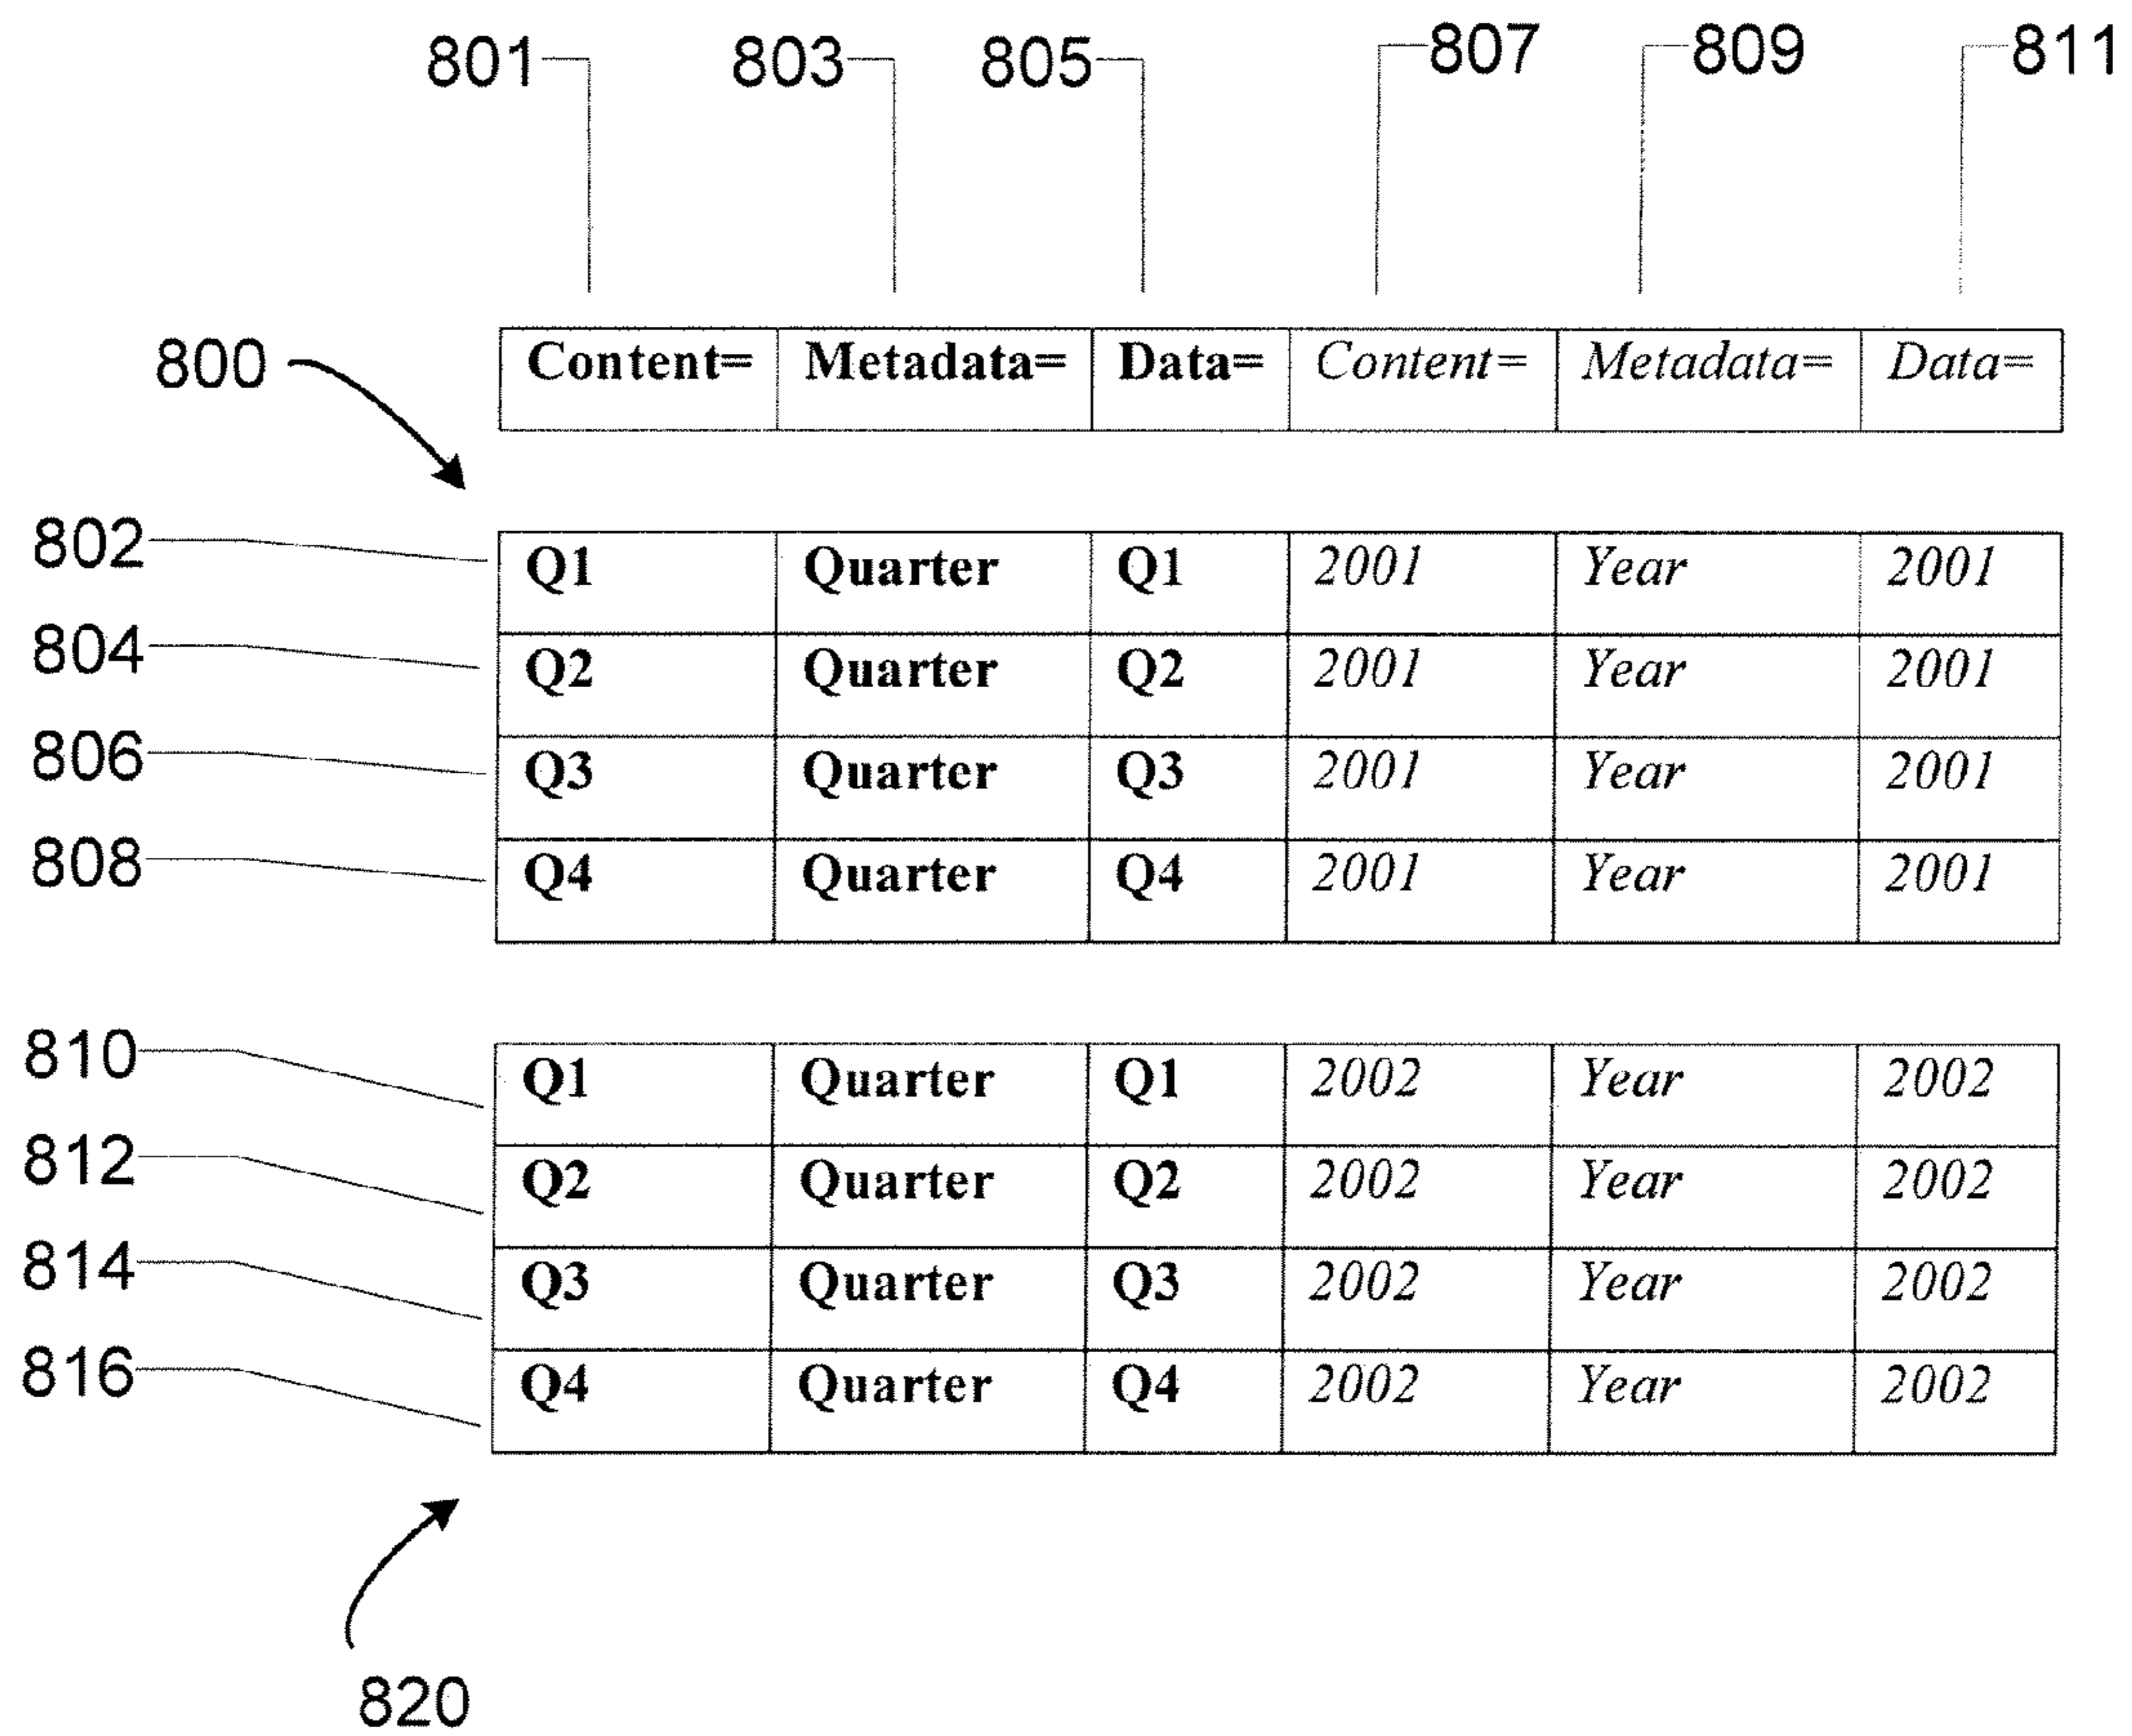 801 803 805 807 809 811
800 Content= Metadata= Data= Content= Metadata= Data=
802 Q1 Quarter Q1 2001 Year 2001
804 Q2 Quarter Q2 2001 Year 2001
806 Q3 Quarter Q3 2001 Year 2001
808 Q4 Quarter Q4 2001 Year 2001
810 Q1 Quarter Q1 2002 Year 2002
812 Q2 Quarter Q2 2002 Year 2002
814 Q3 Quarter Q3 2002 Year 2002
816 Q4 Quarter Q4 2002 Year 2002
820